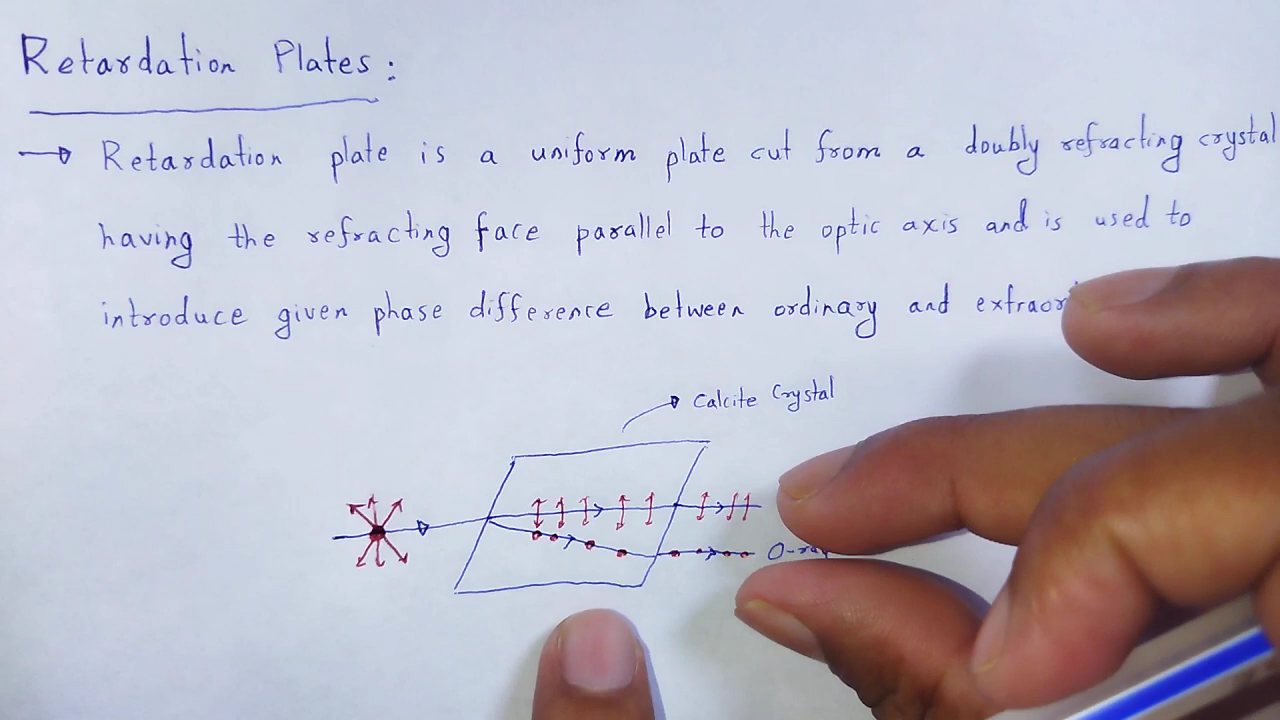 Retardation Plates:
→ Retardation plate is a uniform plate cut from a doubly refracting crystal
having the refracting face parallel to the optic axis and is used to
introduce given phase difference between ordinary and
Calcite Crystal
O-ray